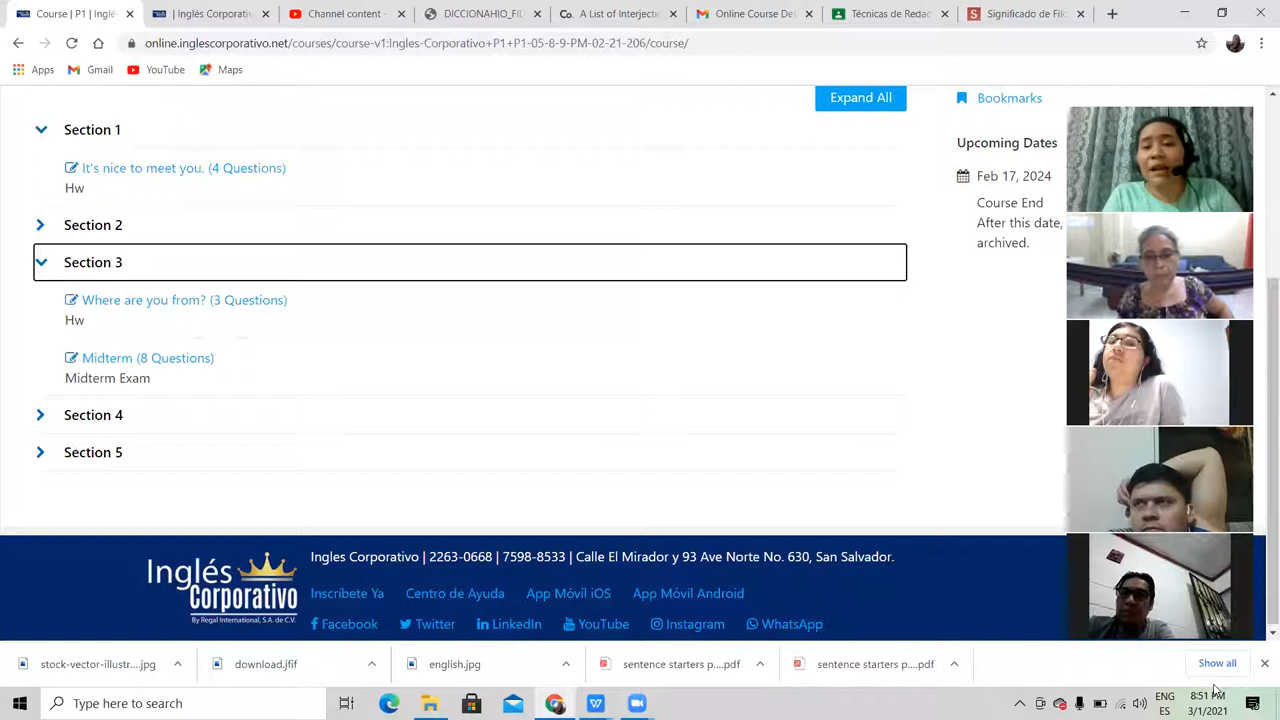 Course | P1 | Inglés
Inglés Corporativo
Channel content -
DICCIONAHIO_FIL
A List of Interjecti
Online Course Det
Técnicas de Redac
Significado de Filo
online.inglescorporativo.net/courses/course-v1:Ingles-Corporativo+P1+P1-05-8-9-PM-02-21-206/course/
Apps
Gmail
YouTube
Maps
Expand All
Bookmarks
Section 1
Upcoming Dates
It's nice to meet you. (4 Questions)
Hw
Feb 17, 2024
Course End
After this date,
archived.
Section 2
Section 3
Where are you from? (3 Questions)
Hw
Midterm (8 Questions)
Midterm Exam
Section 4
Section 5
Inglés
Corporativo
By Regal International, S.A. de C.V.
Ingles Corporativo | 2263-0668 | 7598-8533 | Calle El Mirador y 93 Ave Norte No. 630, San Salvador.
Inscríbete Ya
Centro de Ayuda
App Móvil iOS
App Móvil Android
Facebook
Twitter
LinkedIn
YouTube
Instagram
WhatsApp
stock-vector-illustr....jpg
download.jfif
english.jpg
sentence starters p....pdf
sentence starters p....pdf
Show all
Type here to search
ENG
ES
8:51 PM
3/1/2021